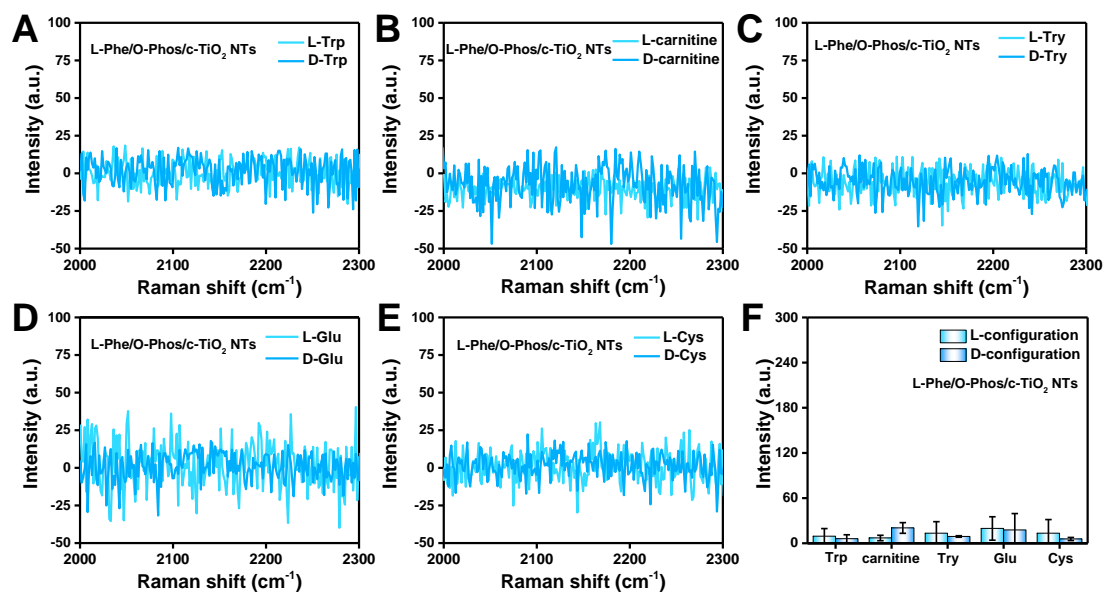 A
L-Phe/O-Phos/c-TiO₂ NTs
L-Trp
D-Trp
Intensity (a.u.)
100
75
50
25
0
-25
-50
2000
2100
2200
2300
Raman shift (cm⁻¹)
B
L-Phe/O-Phos/c-TiO₂ NTs
L-carnitine
D-carnitine
Intensity (a.u.)
100
75
50
25
0
-25
-50
2000
2100
2200
2300
Raman shift (cm⁻¹)
C
L-Phe/O-Phos/c-TiO₂ NTs
L-Try
D-Try
Intensity (a.u.)
100
75
50
25
0
-25
-50
2000
2100
2200
2300
Raman shift (cm⁻¹)
D
L-Phe/O-Phos/c-TiO₂ NTs
L-Glu
D-Glu
Intensity (a.u.)
100
75
50
25
0
-25
-50
2000
2100
2200
2300
Raman shift (cm⁻¹)
E
L-Phe/O-Phos/c-TiO₂ NTs
L-Cys
D-Cys
Intensity (a.u.)
100
75
50
25
0
-25
-50
2000
2100
2200
2300
Raman shift (cm⁻¹)
F
L-configuration
D-configuration
L-Phe/O-Phos/c-TiO₂ NTs
Intensity (a.u.)
300
240
180
120
60
0
Trp
carnitine
Try
Glu
Cys